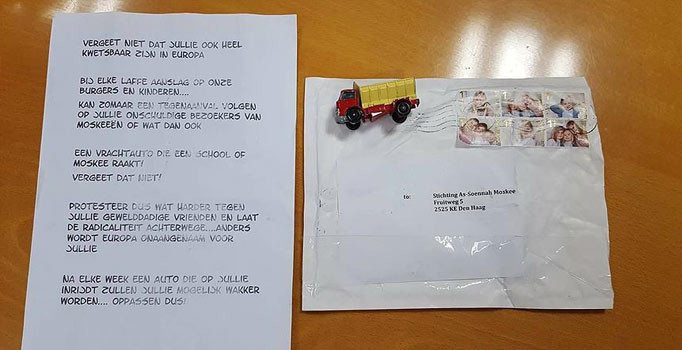 VERGEET NIET DAT JULLIE OOK HEEL
KWETSBAAR ZIJN IN EUROPA
BIJ ELKE LAFFE AANSLAG OP ONZE
BURGERS EN KINDEREN....
KAN ZOMAAR EEN TEGENAANVAL VOLGEN
OP JULLIE ONSCHULDIGE BEZOEKERS VAN
MOSKEEËN OF WAT DAN OOK
EEN VRACHTAUTO DIE EEN SCHOOL OF
MOSKEE RAAKT!
VERGEET DAT NIET!
PROTESTEER DUS WAT HARDER TEGEN
JULLIE GEWELDDADIGE VRIENDEN EN LAAT
DE RADICALITEIT ACHTERWEGE....ANDERS
WORDT EUROPA ONAANGENAAM VOOR
JULLIE
NA ELKE WEEK EEN AUTO DIE OP JULLIE
INRIJDT ZULLEN JULLIE MOGELIJK WAKKER
WORDEN.... OPPASSEN DUS!
to:
Stichting As-Soennah Moskee
Fruitweg 5
2525 KE Den Haag